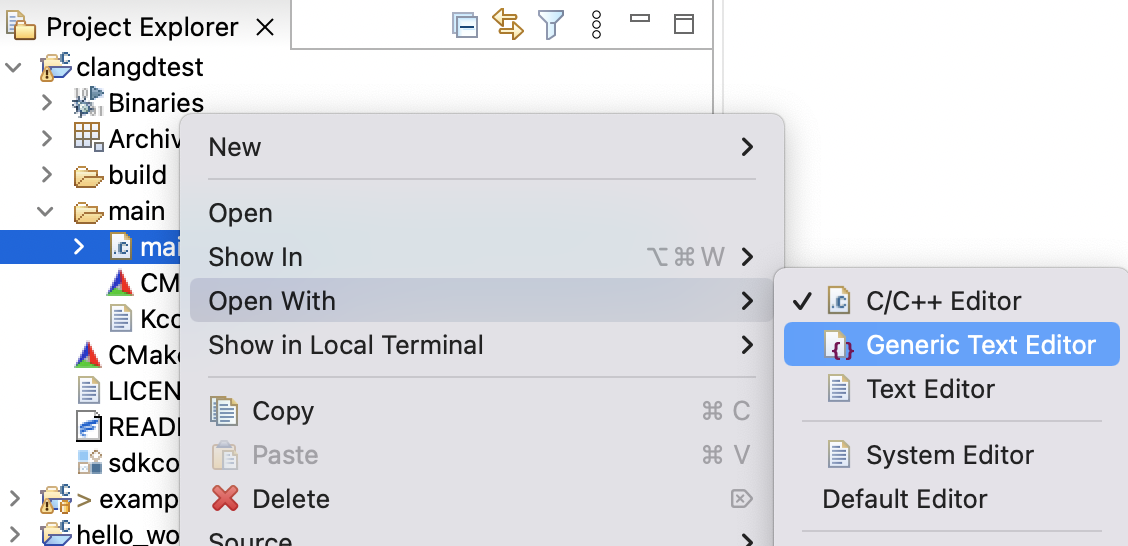 Project Explorer
clangdtest
Binaries
Archiv
build
main
mai
CM
Kco
CMake
LICEN
READ
sdkco
> examp
hello_wo
New
Open
Show In ⌥⌘W
Open With
Show in Local Terminal
Copy ⌘ C
Paste ⌘ V
Delete
Source
✓ C/C++ Editor
Generic Text Editor
Text Editor
System Editor
Default Editor